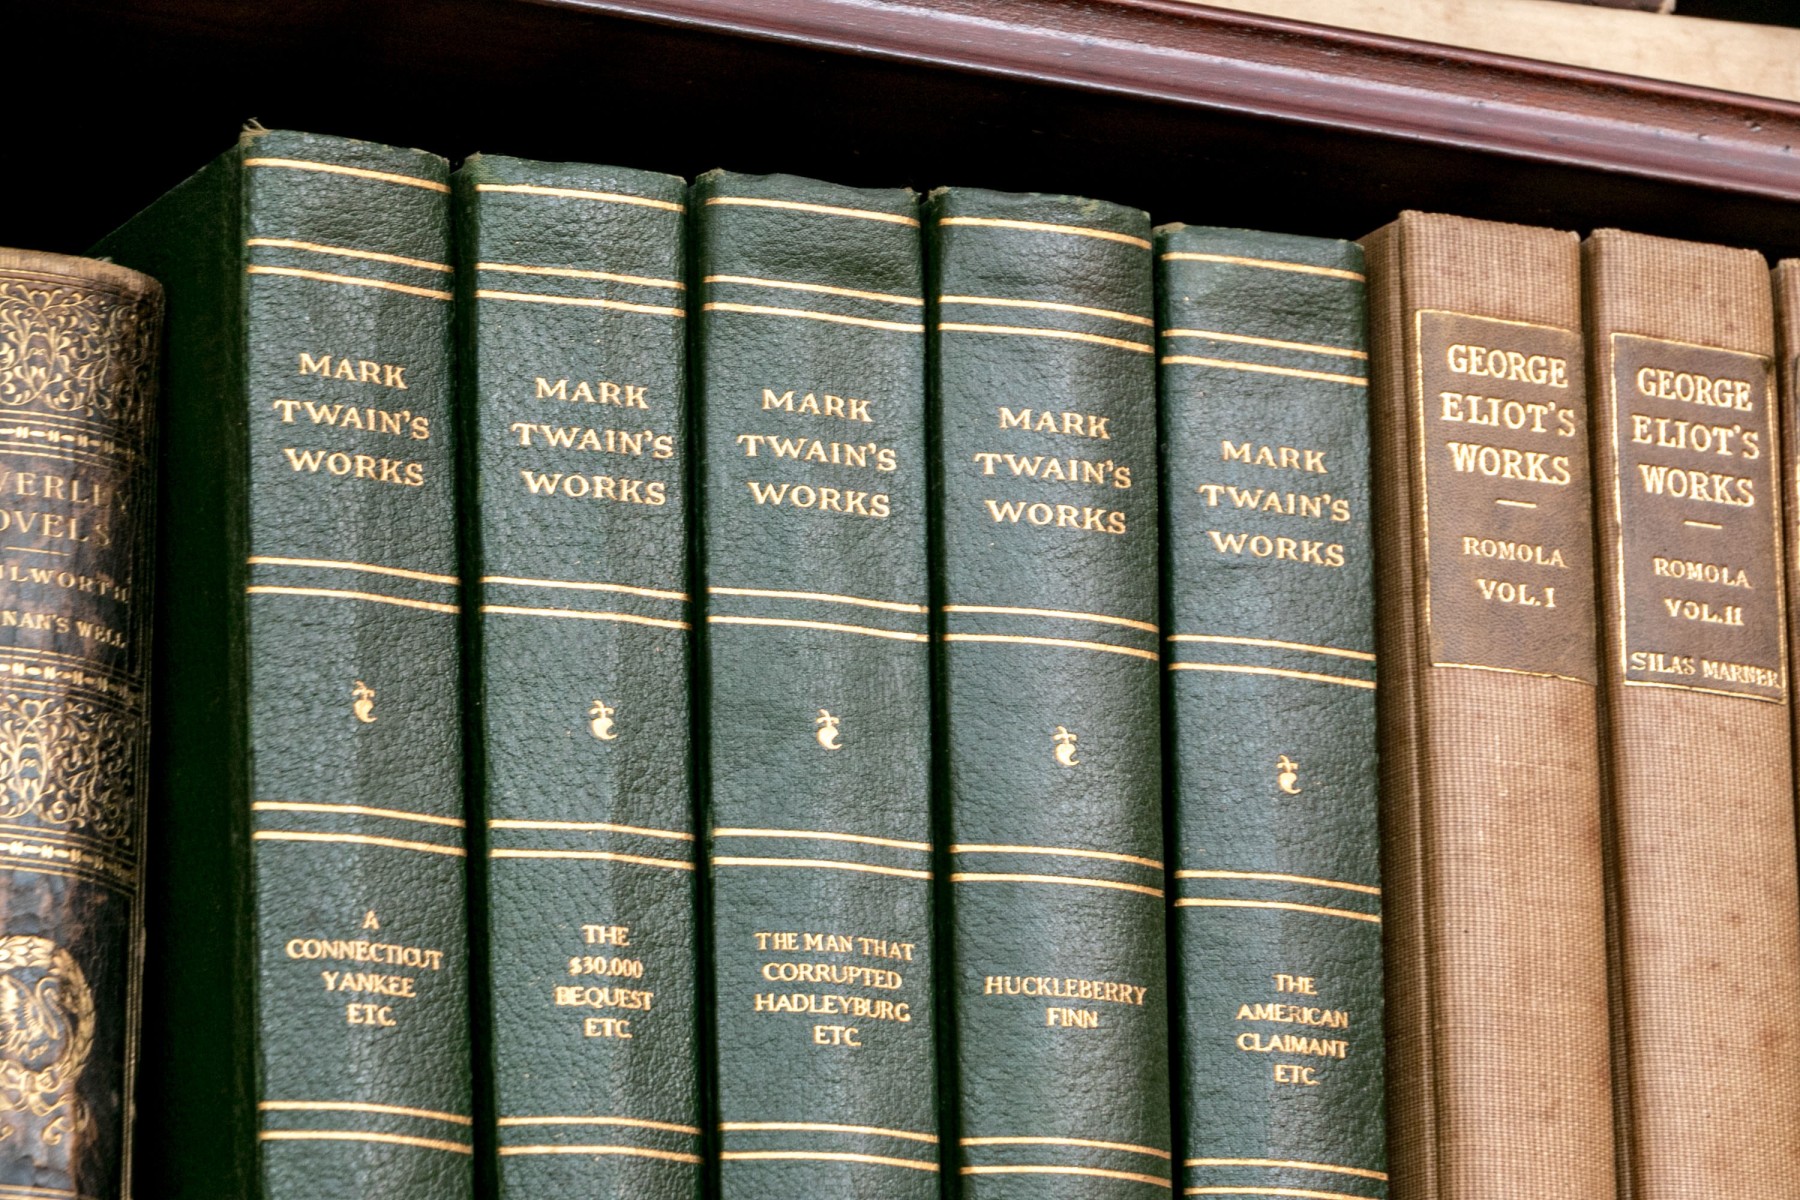 NOVELS
WELL
MARK
TWAIN'S
WORKS
A
CONNECTICUT
YANKEE
ETC.
MARK
TWAIN'S
WORKS
THE
$30.000
BEQUEST
ETC.
MARK
TWAIN'S
WORKS
THE MAN THAT
CORRUPTED
HADLEYBURG
ETC.
MARK
TWAIN'S
WORKS
HUCKLEBERRY
FINN
MARK
TWAIN'S
WORKS
THE
AMERICAN
CLAIMANT
ETC.
GEORGE
ELIOT'S
WORKS
ROMOLA
VOL. I
GEORGE
ELIOT'S
WORKS
ROMOLA
VOL. II
SILAS MARNER